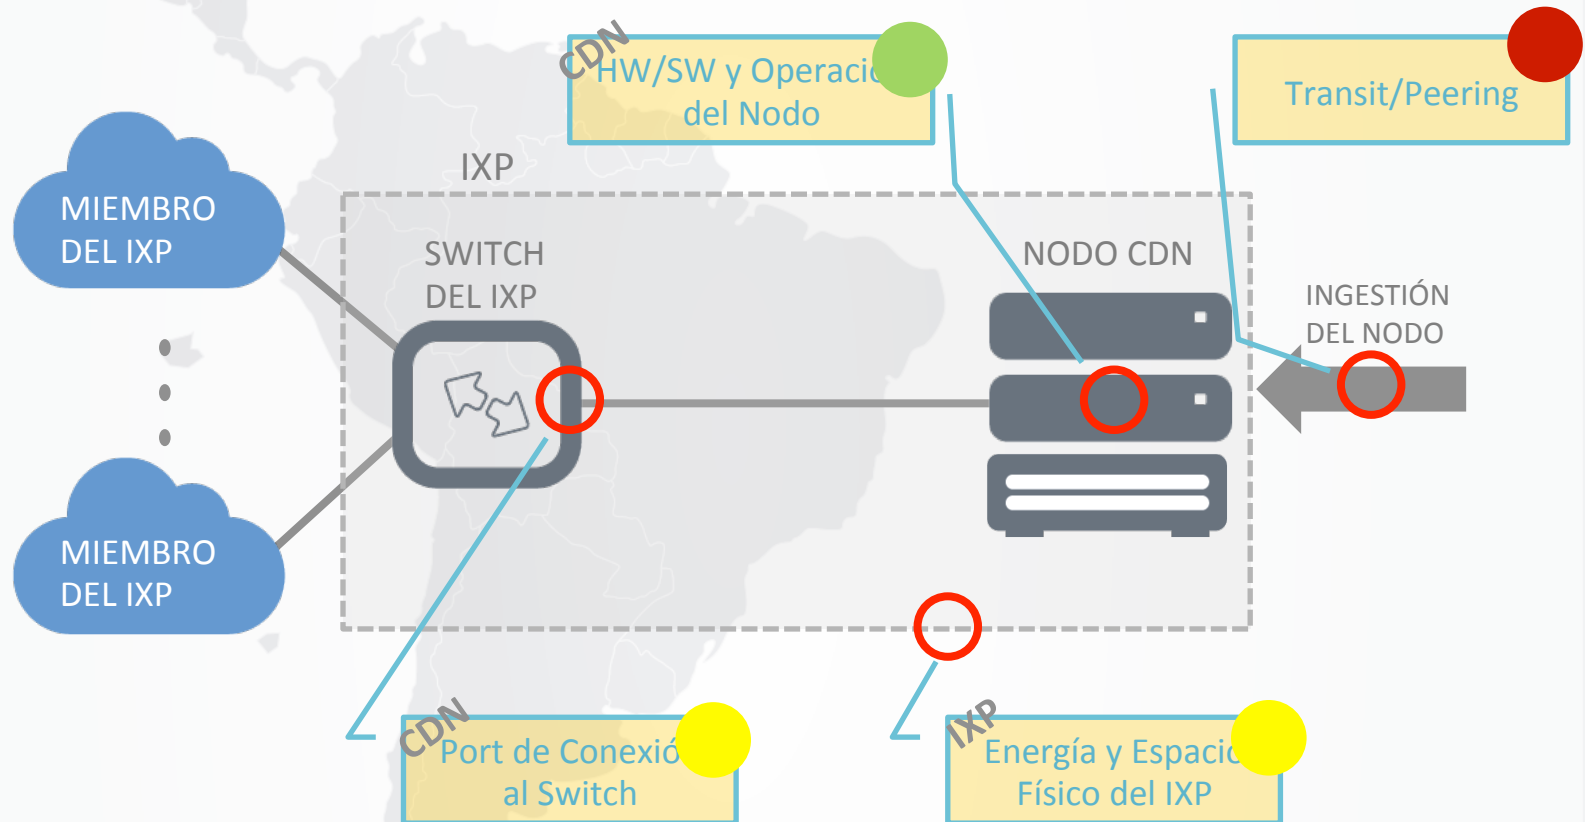 CDN
HW/SW y Operació
del Nodo
Transit/Peering
IXP
MIEMBRO
DEL IXP
SWITCH
DEL IXP
NODO CDN
INGESTIÓN
DEL NODO
MIEMBRO
DEL IXP
CDN
Port de Conexió
al Switch
IXP
Energía y Espacio
Físico del IXP